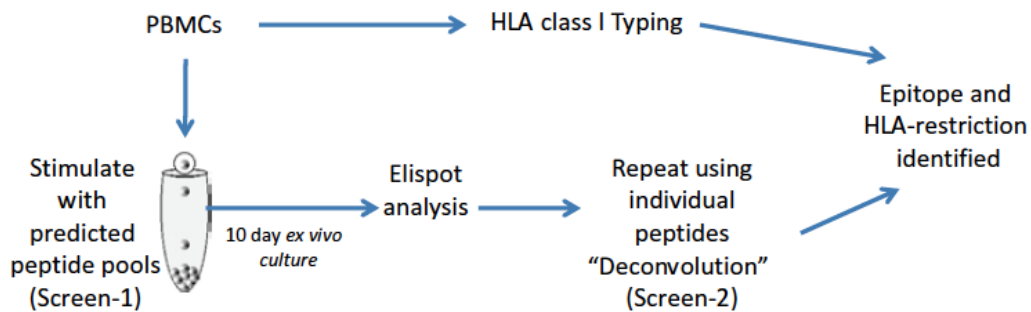 PBMCs
HLA class I Typing
Epitope and
HLA-restriction
identified
Stimulate
with
predicted
peptide pools
(Screen-1)
10 day ex vivo
culture
Elispot
analysis
Repeat using
individual
peptides
“Deconvolution”
(Screen-2)